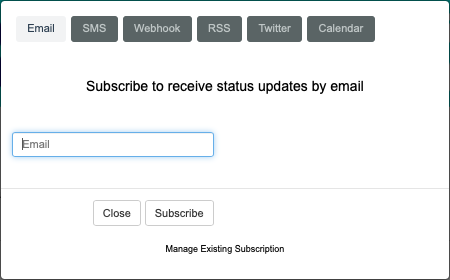 Email SMS Webhook RSS Twitter Calendar
Subscribe to receive status updates by email
Email
Close Subscribe
Manage Existing Subscription